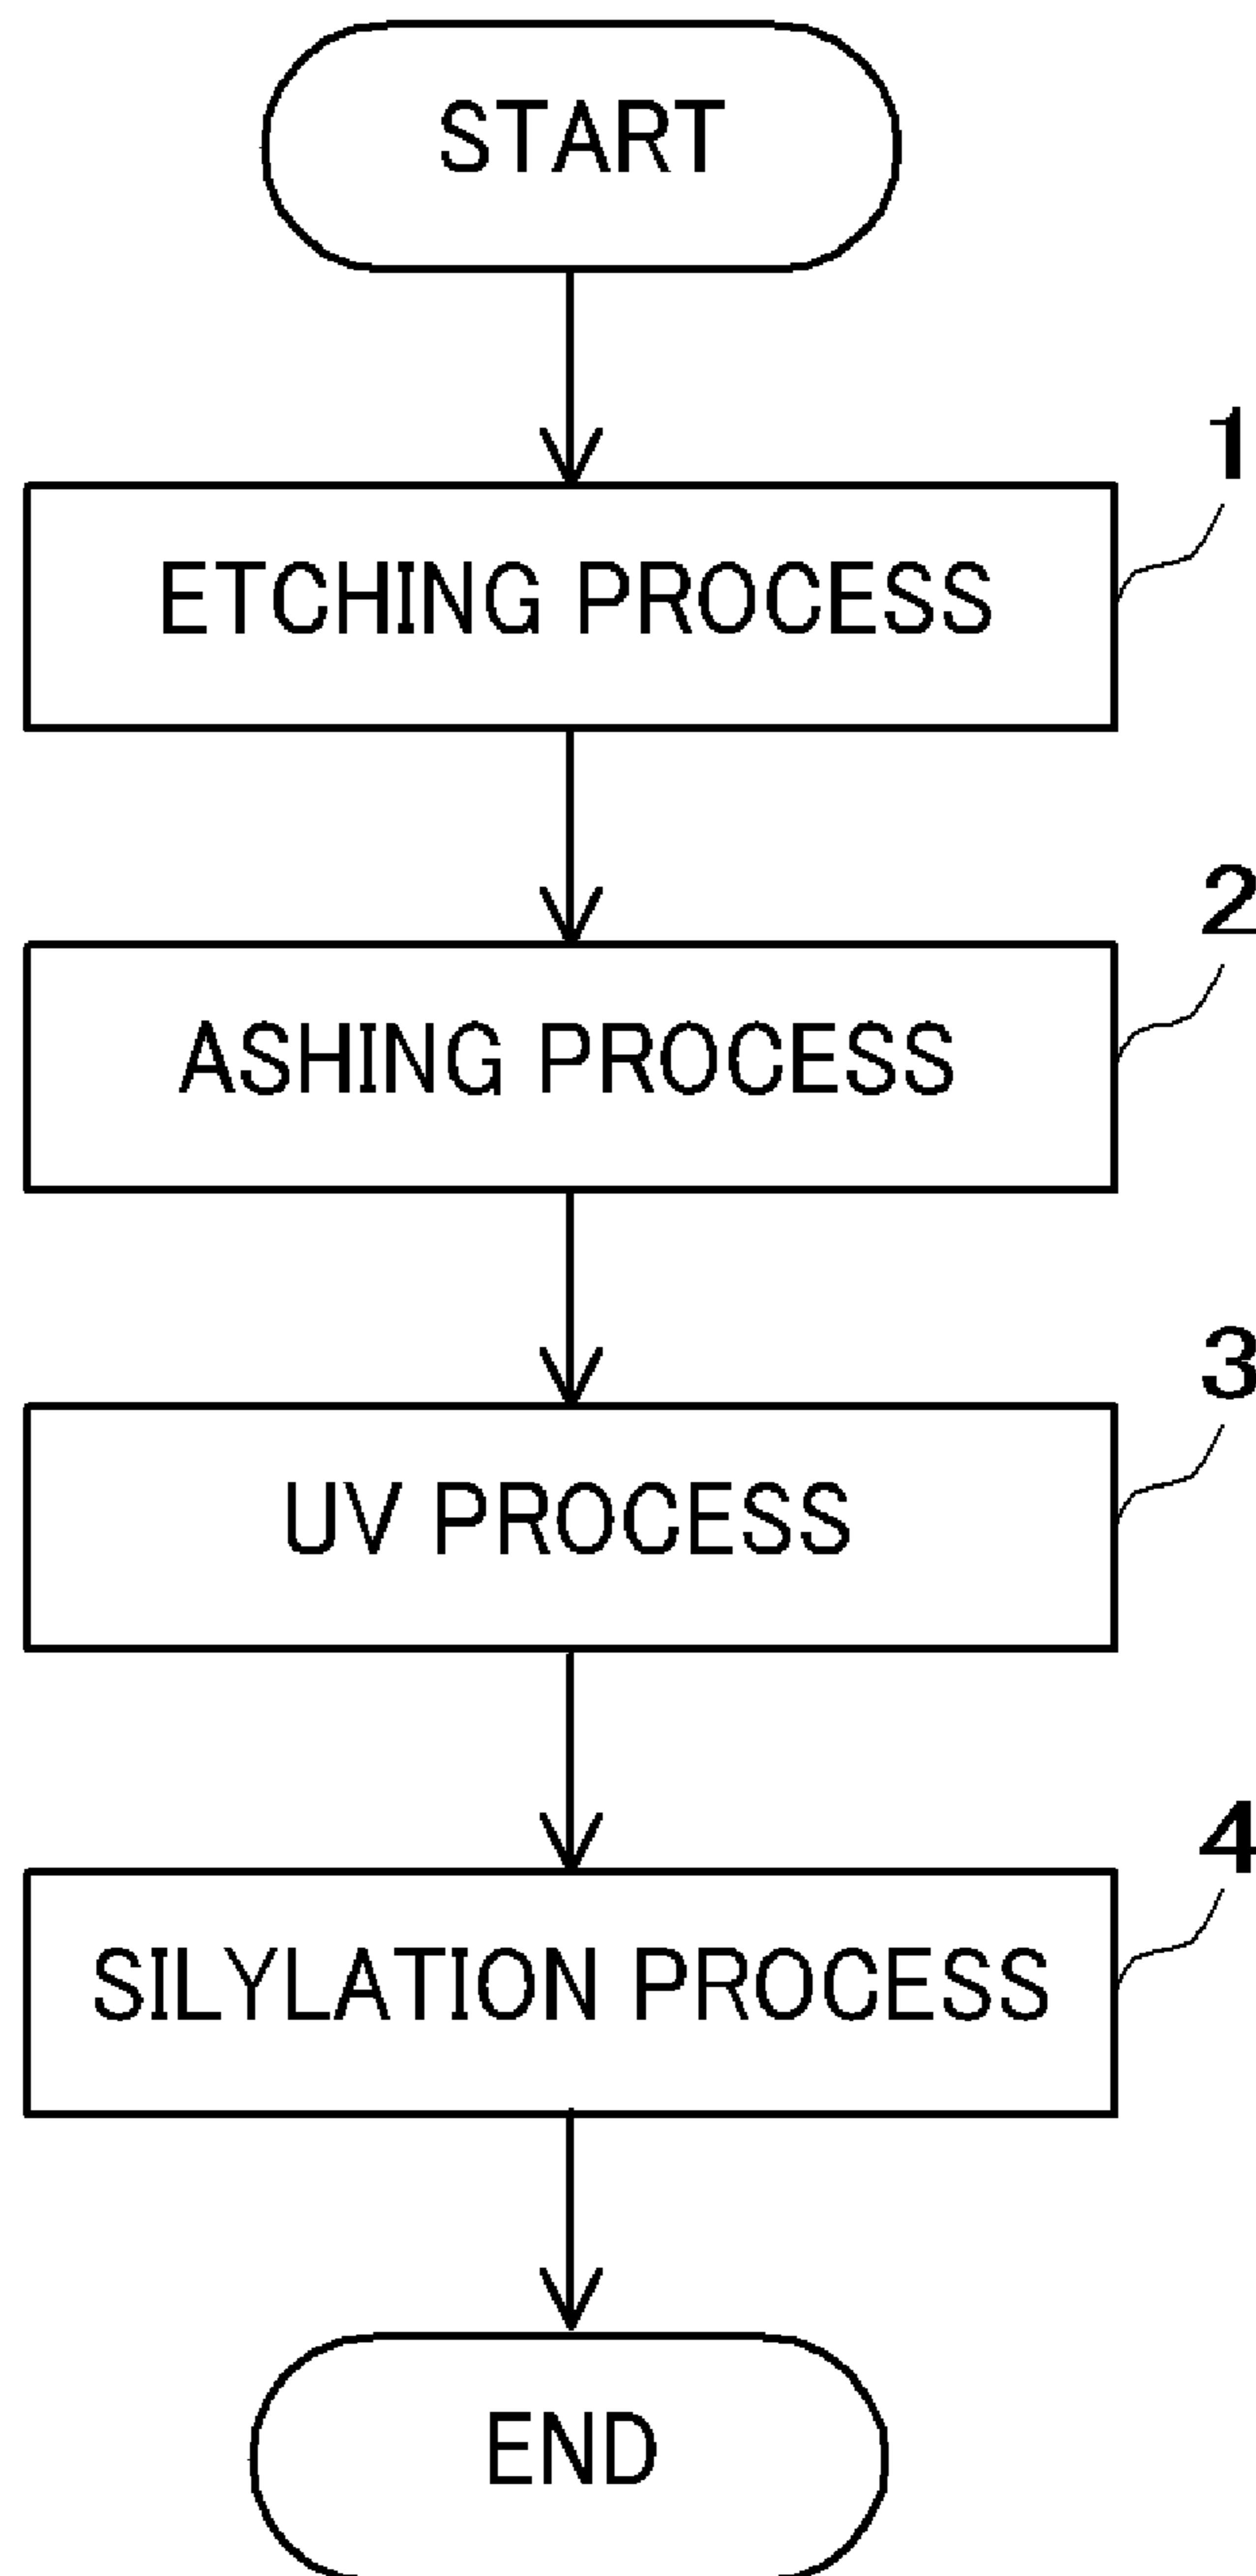 START
1
ETCHING PROCESS
2
ASHING PROCESS
3
UV PROCESS
4
SILYLATION PROCESS
END